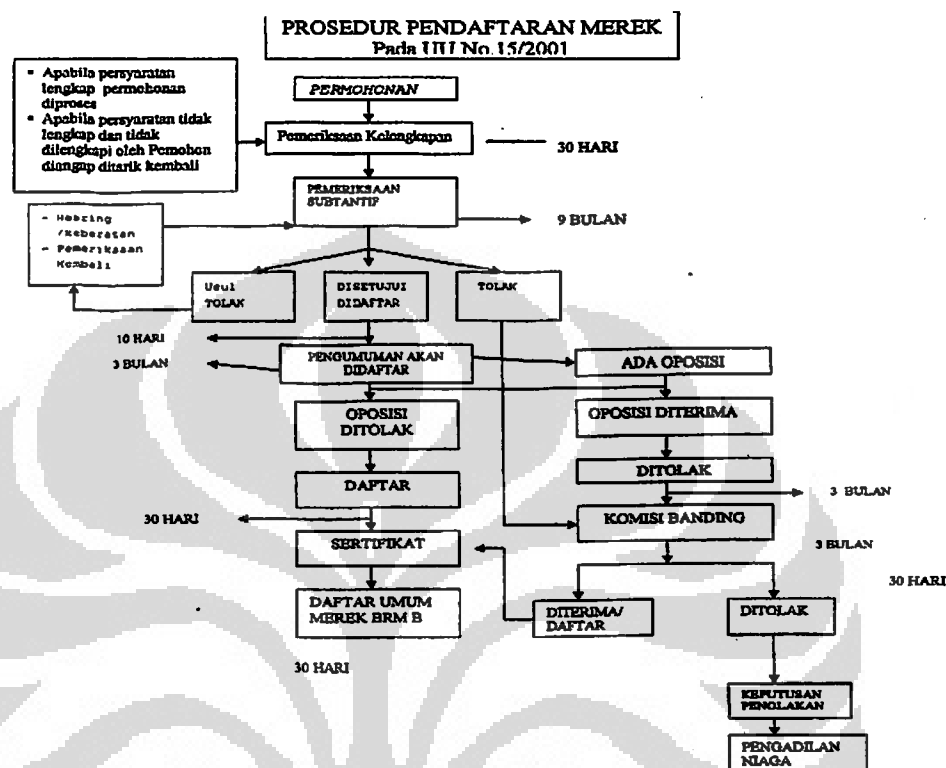 PROSEDUR PENDAFTARAN MEREK
Pada UU No.15/2001
▪ Apabila persyaratan
lengkap permohonan
diproses
▪ Apabila persyaratan tidak
lengkap dan tidak
dilengkapi oleh Pemohon
diangap ditarik kembali
PERMOHONAN
Pemeriksaan Kelengkapan
30 HARI
PEMERIKSAAN
SUBTANTIF
9 BULAN
- Hearing
/keberatan
- Pemeriksaan
Kembali
Usul
TOLAK
DISETUJUI
DIDAFTAR
TOLAK
10 HARI
3 BULAN
PENGUMUMAN AKAN
DIDAFTAR
ADA OPOSISI
OPOSISI
DITOLAK
OPOSISI DITERIMA
DITOLAK
DAFTAR
3 BULAN
30 HARI
KOMISI BANDING
SERTIFIKAT
3 BULAN
30 HARI
DAFTAR UMUM
MEREK BRM B
DITERIMA/
DAFTAR
DITOLAK
30 HARI
KEPUTUSAN
PENOLAKAN
PENGADILAN
NIAGA